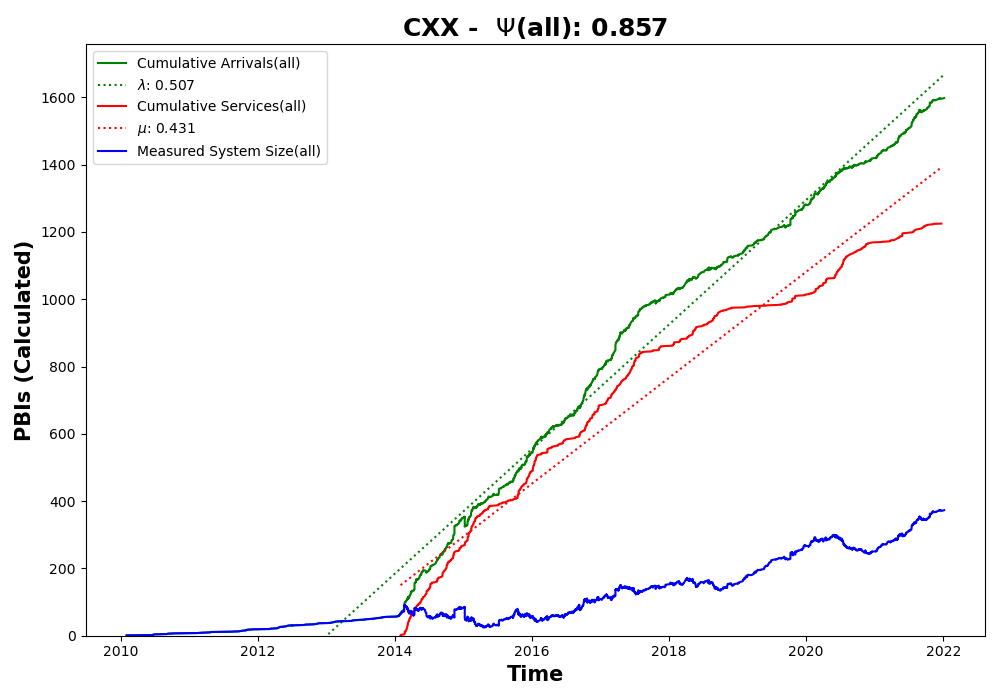 CXX - Ψ(all): 0.857
Cumulative Arrivals(all)
λ: 0.507
Cumulative Services(all)
μ: 0.431
Measured System Size(all)
PBIs (Calculated)
1600
1400
1200
1000
800
600
400
200
0
2010 2012 2014 2016 2018 2020 2022
Time